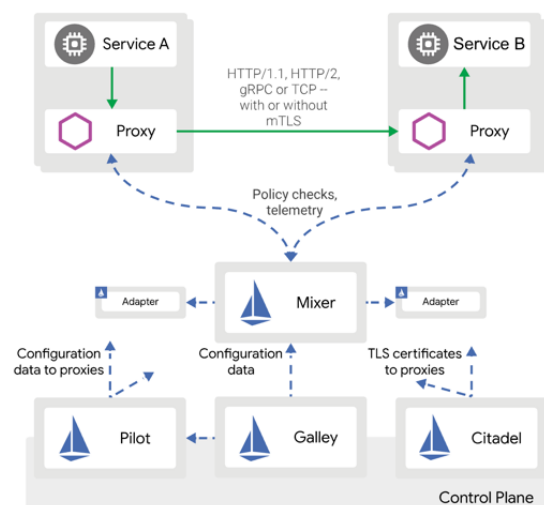 Service A
Service B
HTTP/1.1, HTTP/2,
gRPC or TCP --
with or without
mTLS
Proxy
Proxy
Policy checks,
telemetry
Mixer
Adapter
Adapter
Configuration
data to proxies
Configuration
data
TLS certificates
to proxies
Pilot
Galley
Citadel
Control Plane